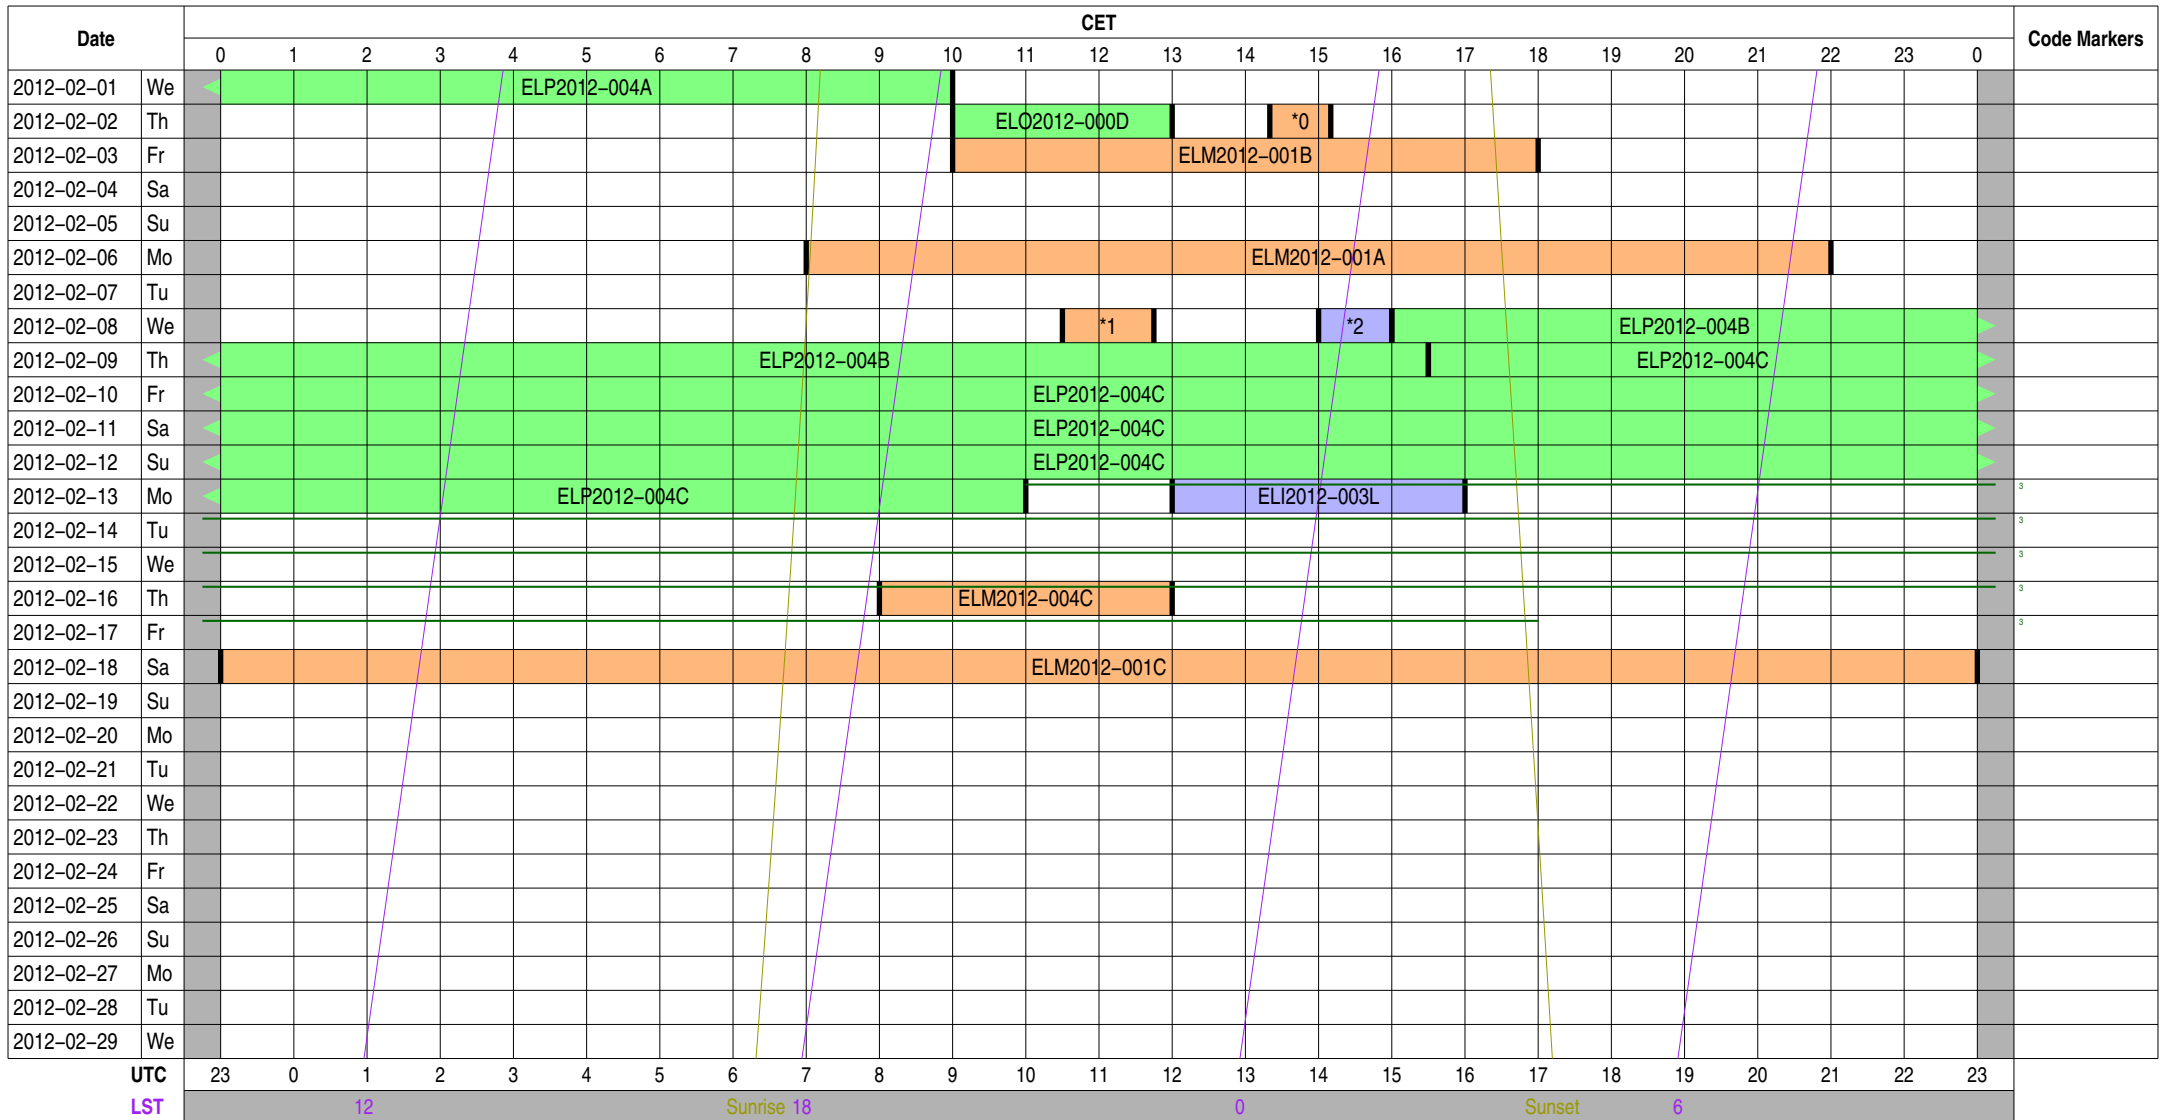 Date CET Code Markers
0 1 2 3 4 5 6 7 8 9 10 11 12 13 14 15 16 17 18 19 20 21 22 23 0
2012-02-01 We ELP2012-004A
2012-02-02 Th ELO2012-000D *0
2012-02-03 Fr ELM2012-001B
2012-02-04 Sa
2012-02-05 Su
2012-02-06 Mo ELM2012-001A
2012-02-07 Tu
2012-02-08 We *1 *2 ELP2012-004B
2012-02-09 Th ELP2012-004B ELP2012-004C
2012-02-10 Fr ELP2012-004C
2012-02-11 Sa ELP2012-004C
2012-02-12 Su ELP2012-004C
2012-02-13 Mo ELP2012-004C ELI2012-003L 3
2012-02-14 Tu 3
2012-02-15 We 3
2012-02-16 Th ELM2012-004C 3
2012-02-17 Fr 3
2012-02-18 Sa ELM2012-001C
2012-02-19 Su
2012-02-20 Mo
2012-02-21 Tu
2012-02-22 We
2012-02-23 Th
2012-02-24 Fr
2012-02-25 Sa
2012-02-26 Su
2012-02-27 Mo
2012-02-28 Tu
2012-02-29 We
UTC 23 0 1 2 3 4 5 6 7 8 9 10 11 12 13 14 15 16 17 18 19 20 21 22 23
LST 12 Sunrise 18 0 Sunset 6